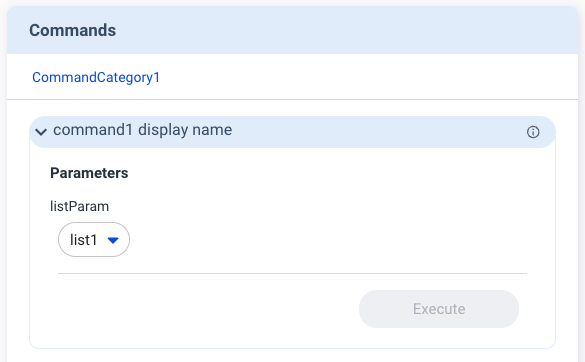 Commands
CommandCategory1
command1 display name
Parameters
listParam
list1
Execute